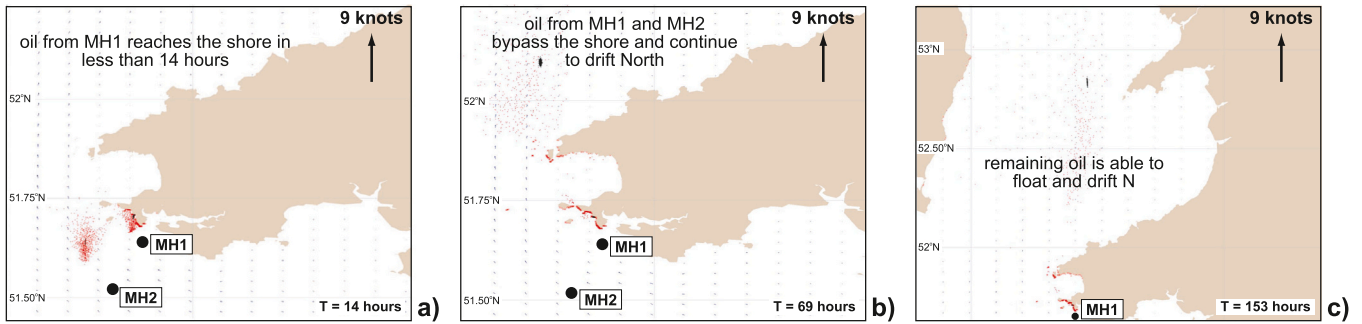 9 knots
oil from MH1 reaches the shore in
less than 14 hours
52°N
51.75°N
MH1
MH2
51.50°N
T = 14 hours
a)
9 knots
oil from MH1 and MH2
bypass the shore and continue
to drift North
52°N
51.75°N
MH1
MH2
51.50°N
T = 69 hours
b)
9 knots
53°N
52.50°N
remaining oil is able to
float and drift N
52°N
MH1
T = 153 hours
c)